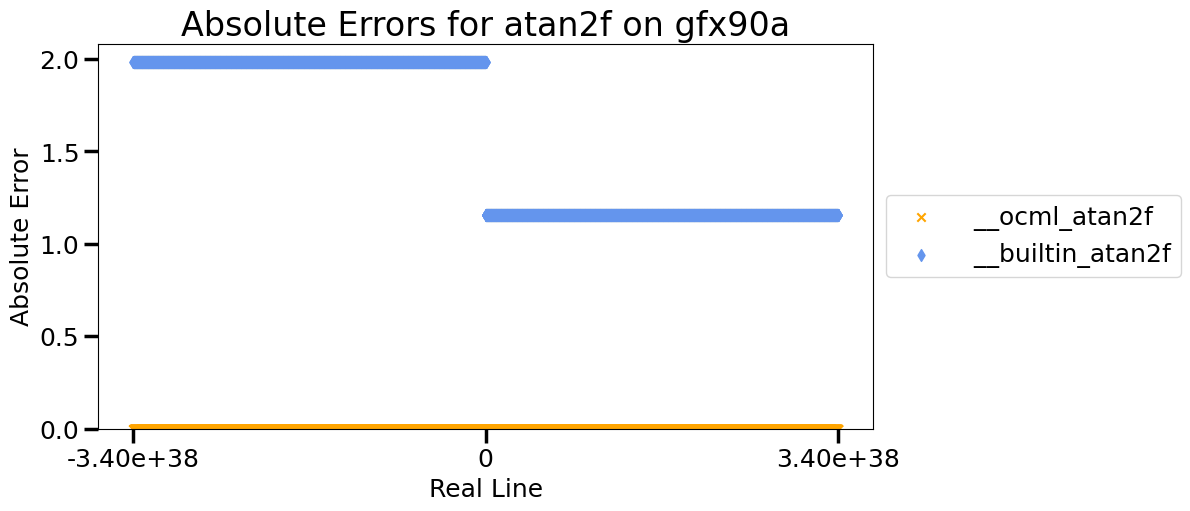 Absolute Errors for atan2f on gfx90a
Absolute Error
2.0
1.5
1.0
0.5
0.0
-3.40e+38
0
3.40e+38
Real Line
__ocml_atan2f
__builtin_atan2f